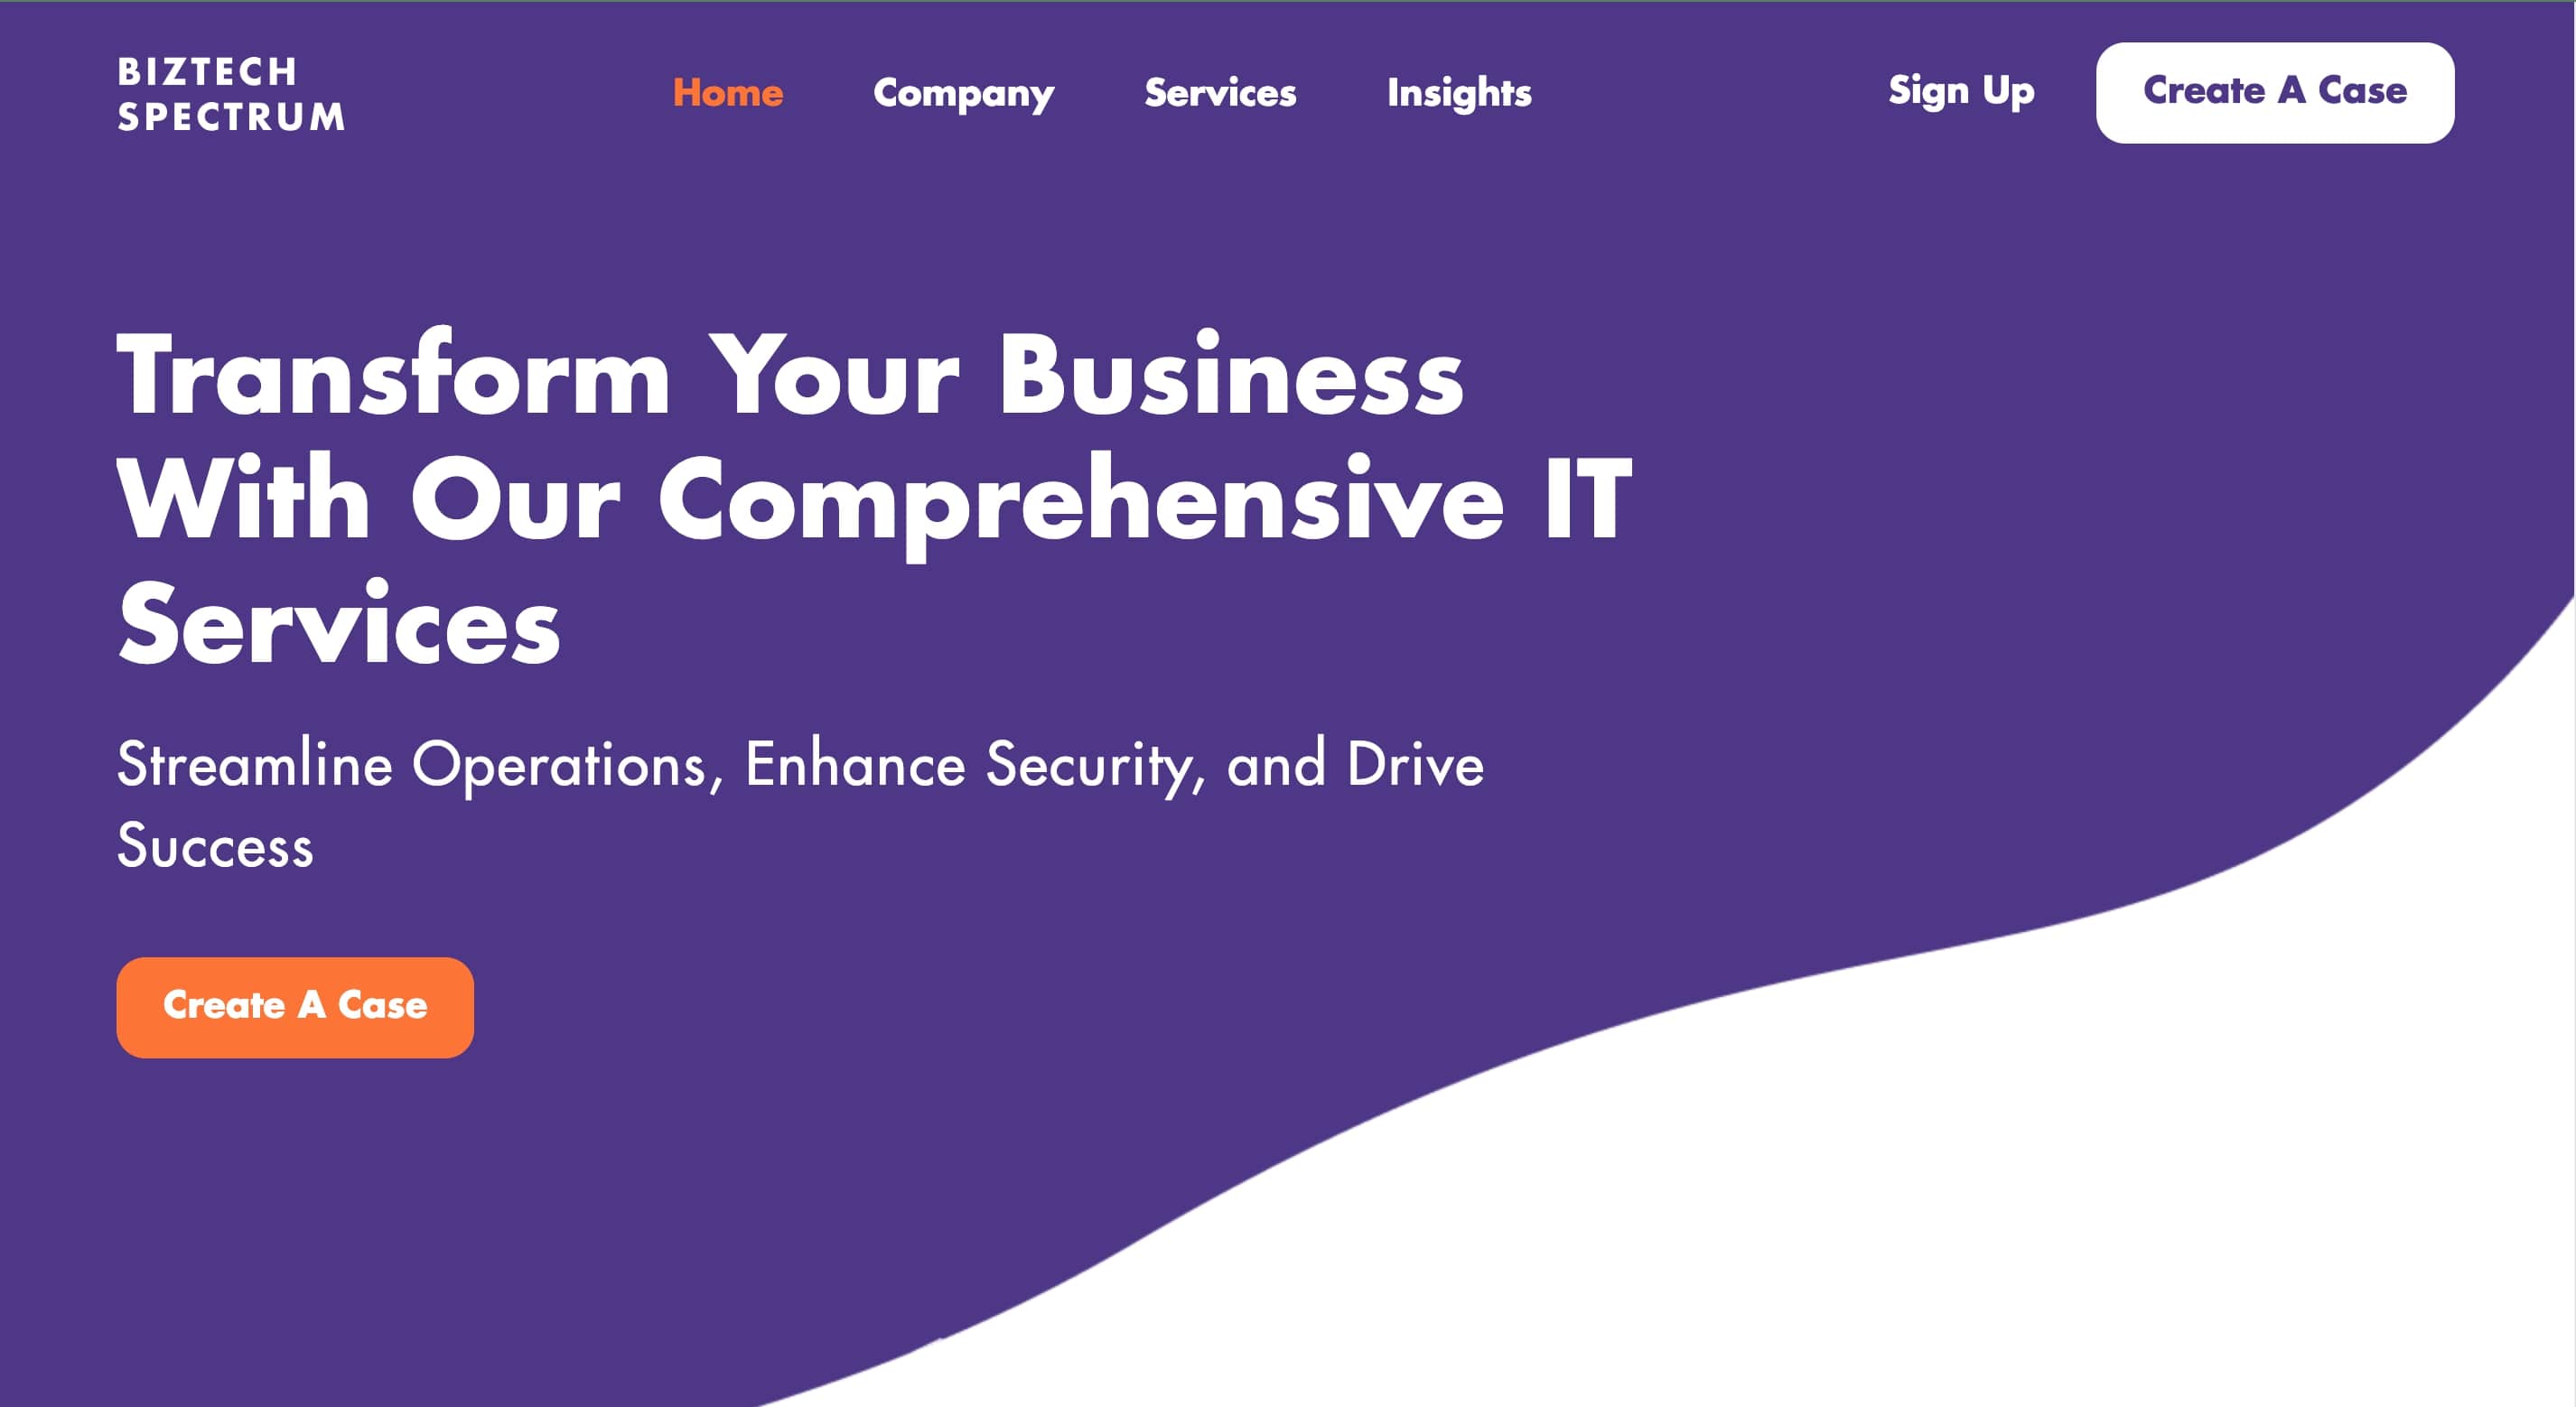 BIZTECH
SPECTRUM
Home Company Services Insights
Sign Up Create A Case
Transform Your Business
With Our Comprehensive IT
Services
Streamline Operations, Enhance Security, and Drive
Success
Create A Case